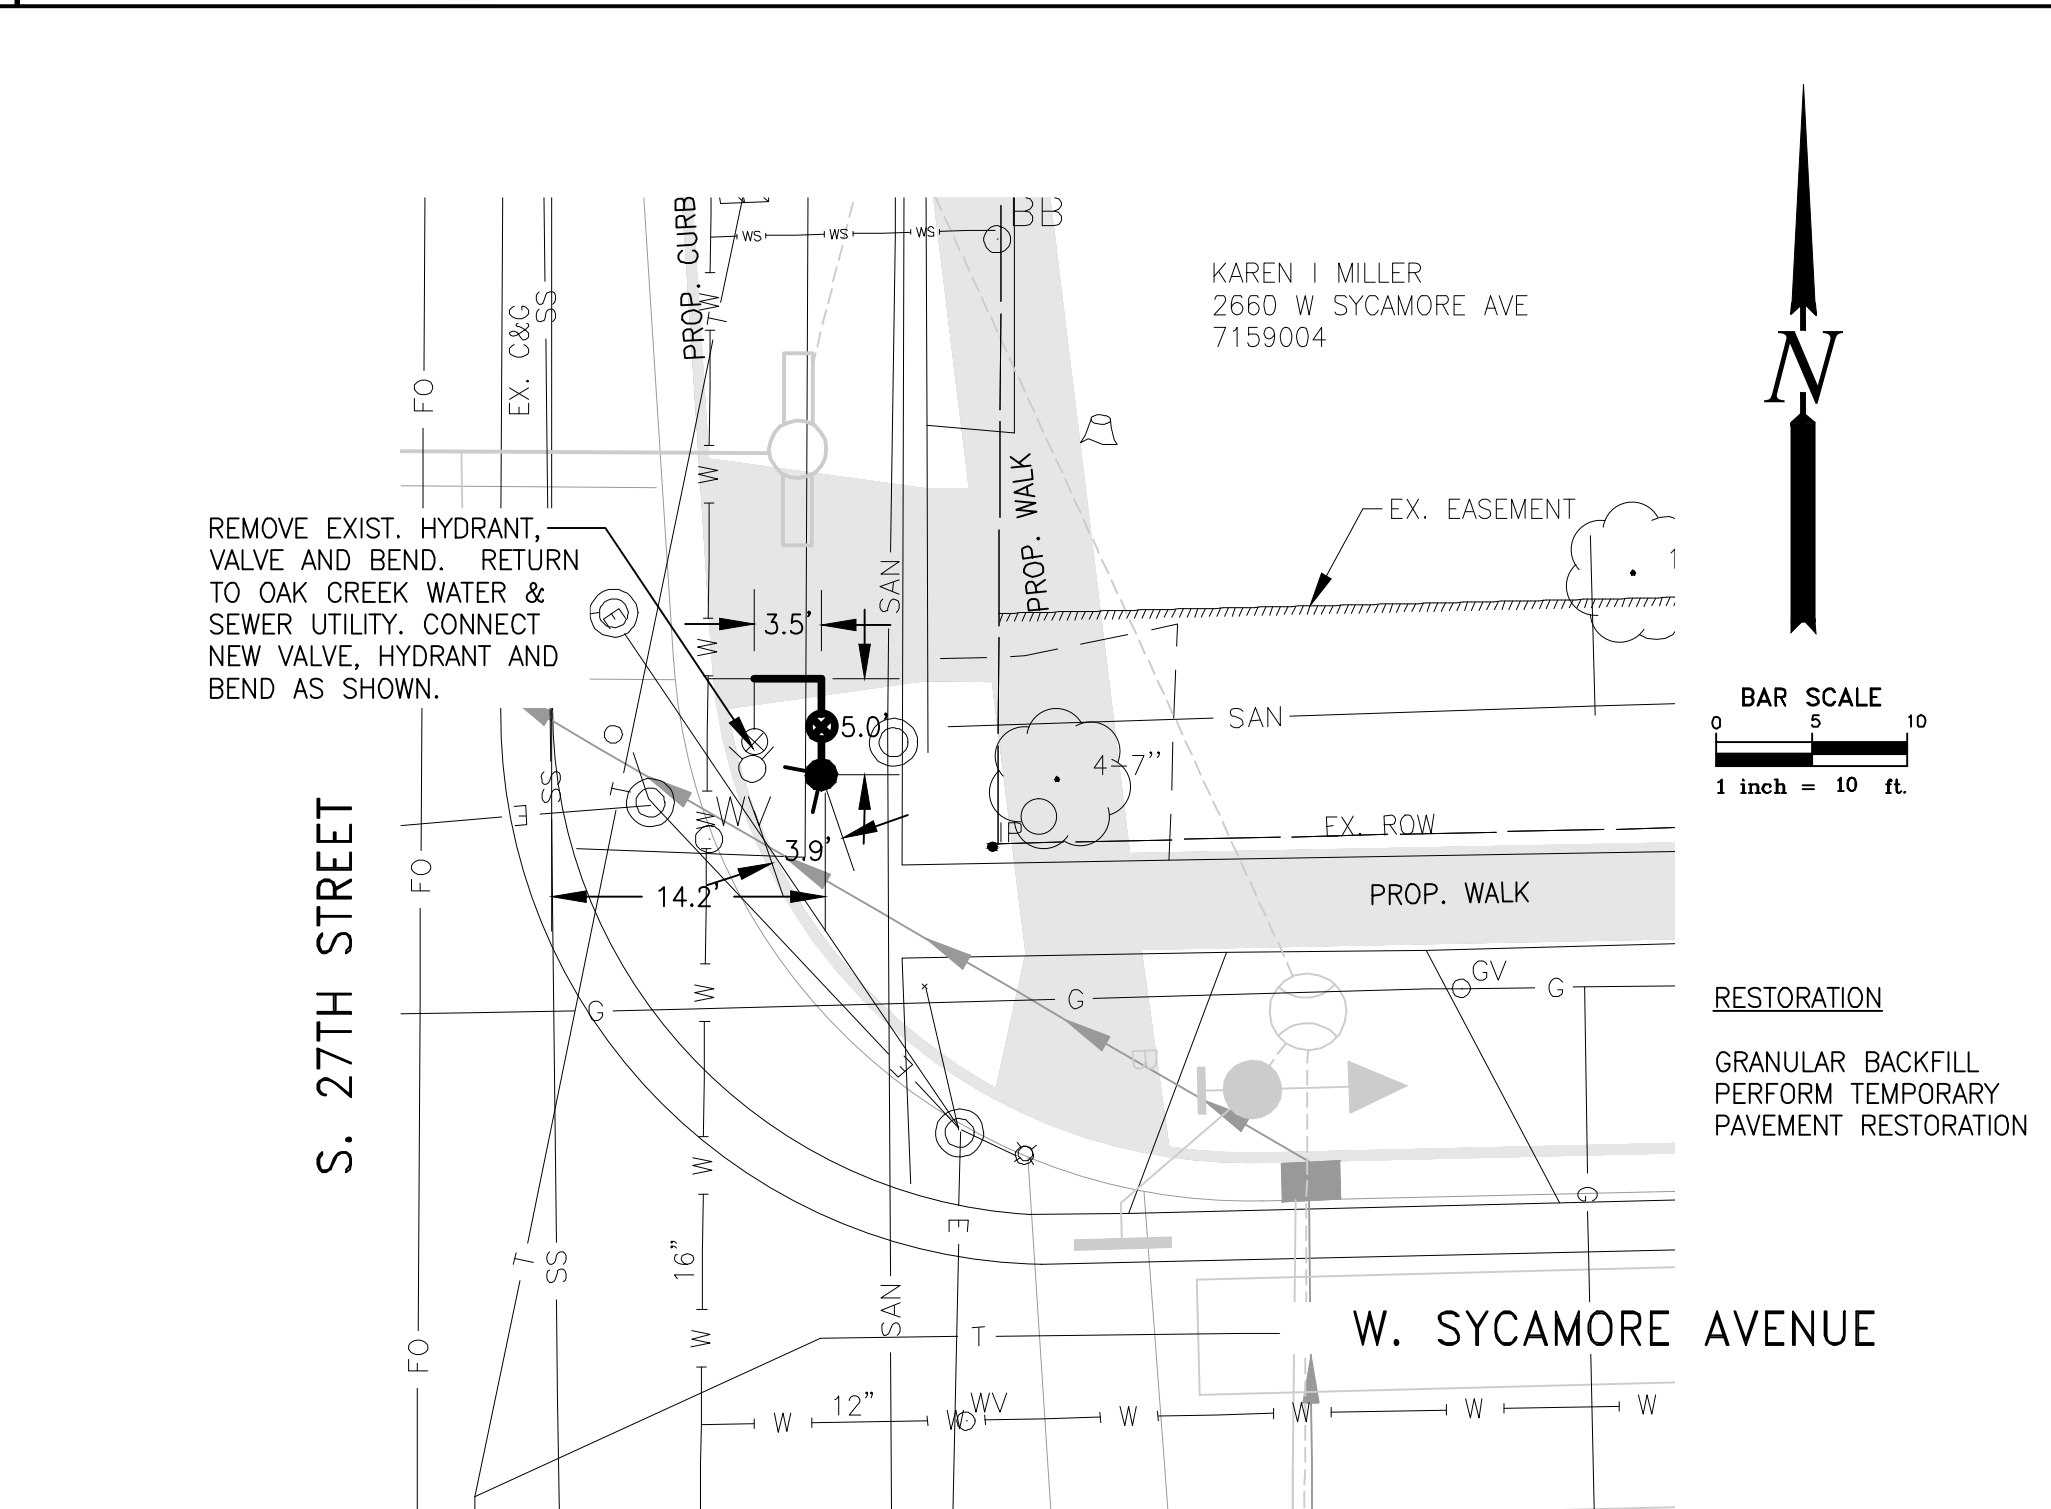 BB
PROP. CURB
WS
WS
WS
W
T
SS
EX. C&G
FO
KAREN I MILLER
2660 W SYCAMORE AVE
7159004
N
W
PROP. WALK
EX. EASEMENT
REMOVE EXIST. HYDRANT,
VALVE AND BEND. RETURN
TO OAK CREEK WATER &
SEWER UTILITY. CONNECT
NEW VALVE, HYDRANT AND
BEND AS SHOWN.
E
SAN
3.5'
W
BAR SCALE
0 5 10
1 inch = 10 ft.
SAN
5.0'
4-7"
SS
T
E
W
WV
P
EX. ROW
3.9'
FO
14.2'
PROP. WALK
S. 27TH STREET
GV
G
G
G
W
RESTORATION
GRANULAR BACKFILL
PERFORM TEMPORARY
PAVEMENT RESTORATION
E
B
W
G
E
T
SS
16"
SAN
W
FO
T
W. SYCAMORE AVENUE
12"
WV
W
W
W
W
W
W